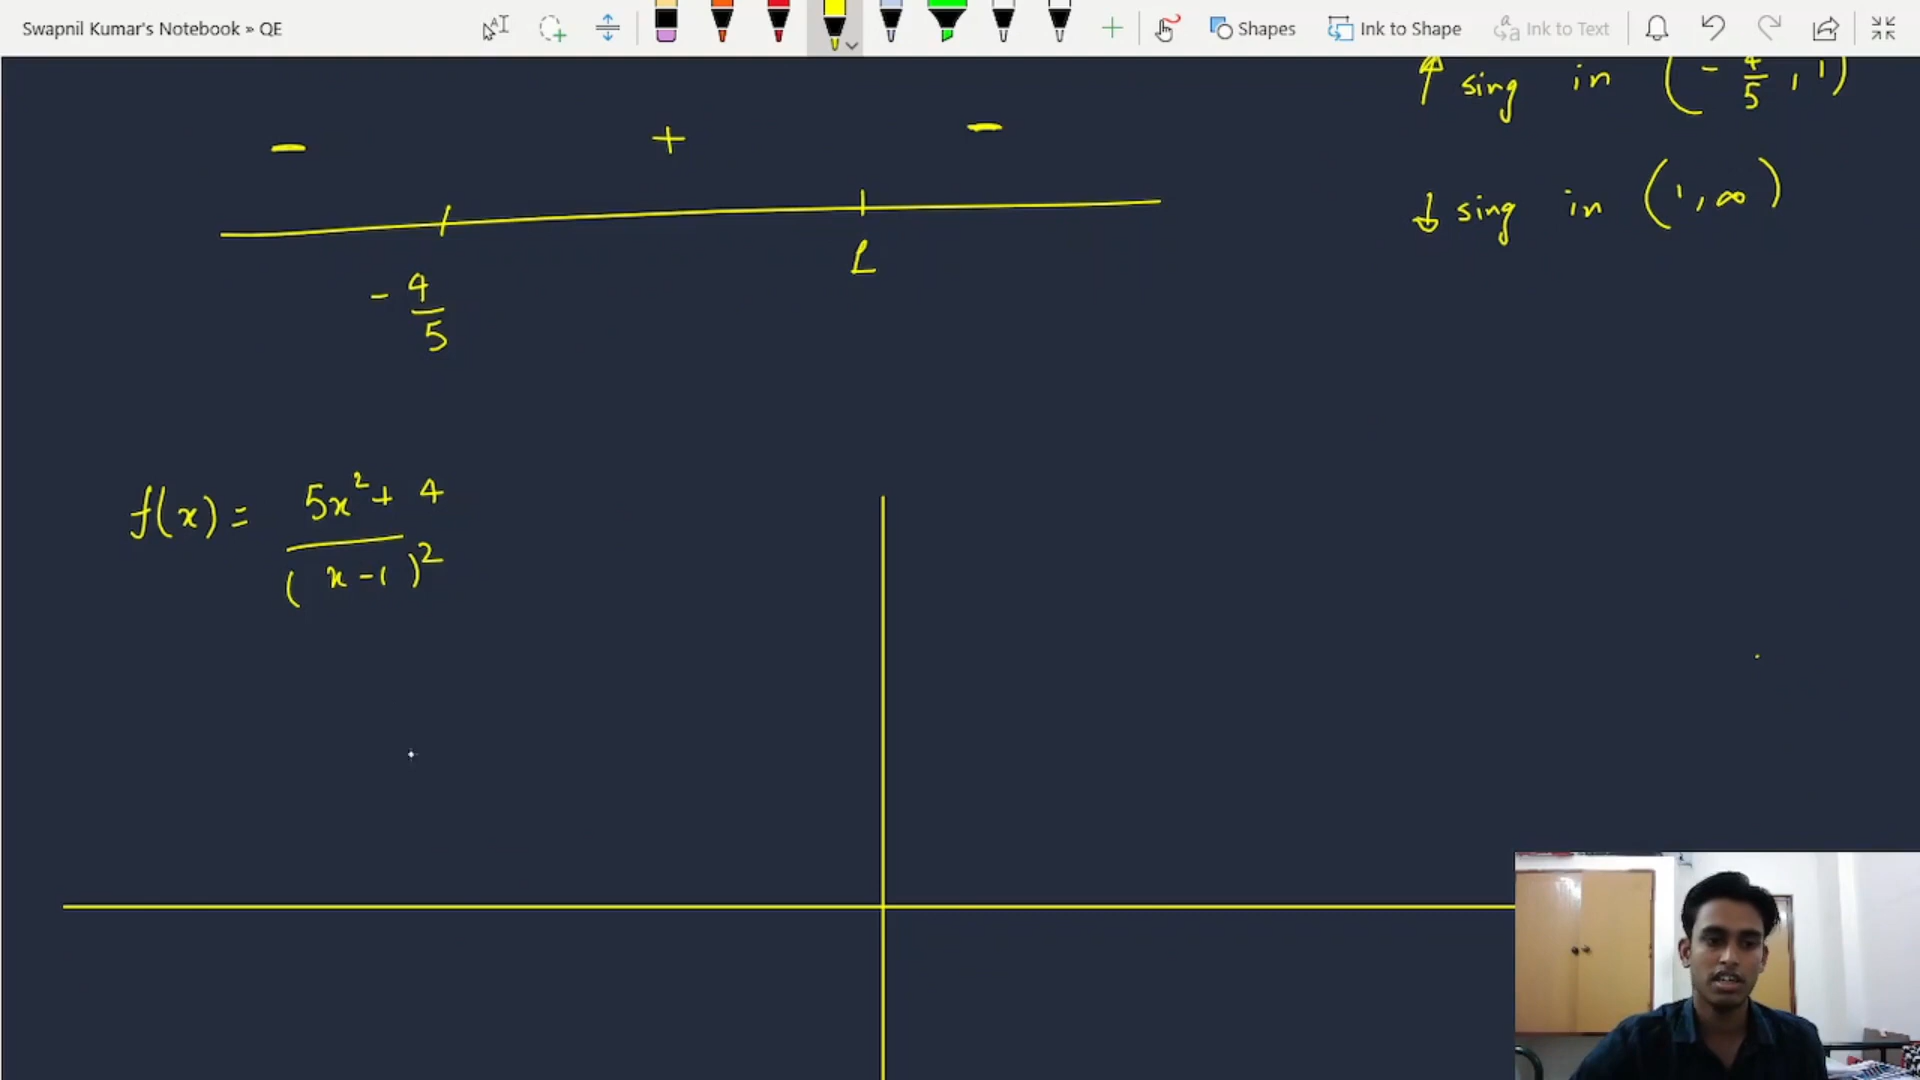 Swapnil Kumar's Notebook » QE
Shapes
Ink to Shape
Ink to Text
↑ sing in (- 4/5, 1)
- + -
↓ sing in (1, ∞)
- 4/5 1
f(x) = 5x² + 4 / (x-1)²